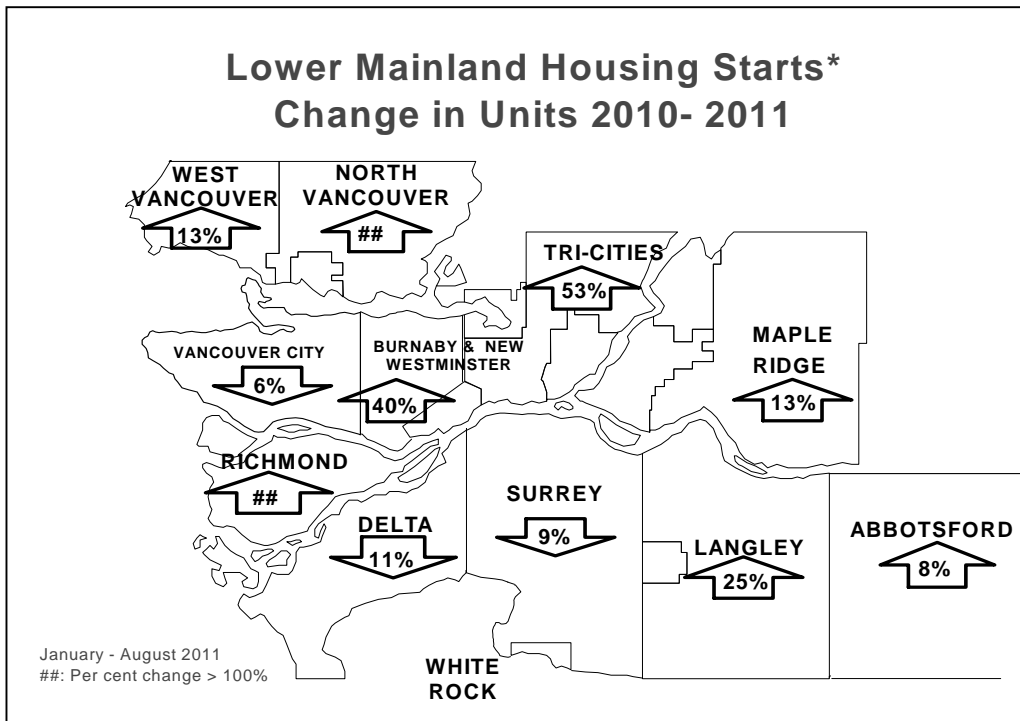 Lower Mainland Housing Starts*
Change in Units 2010- 2011
WEST
VANCOUVER
13%
NORTH
VANCOUVER
##
TRI-CITIES
53%
MAPLE
RIDGE
13%
VANCOUVER CITY
6%
BURNABY & NEW
WESTMINSTER
40%
RICHMOND
##
DELTA
11%
SURREY
9%
LANGLEY
25%
ABBOTSFORD
8%
WHITE
ROCK
January - August 2011
##: Per cent change > 100%